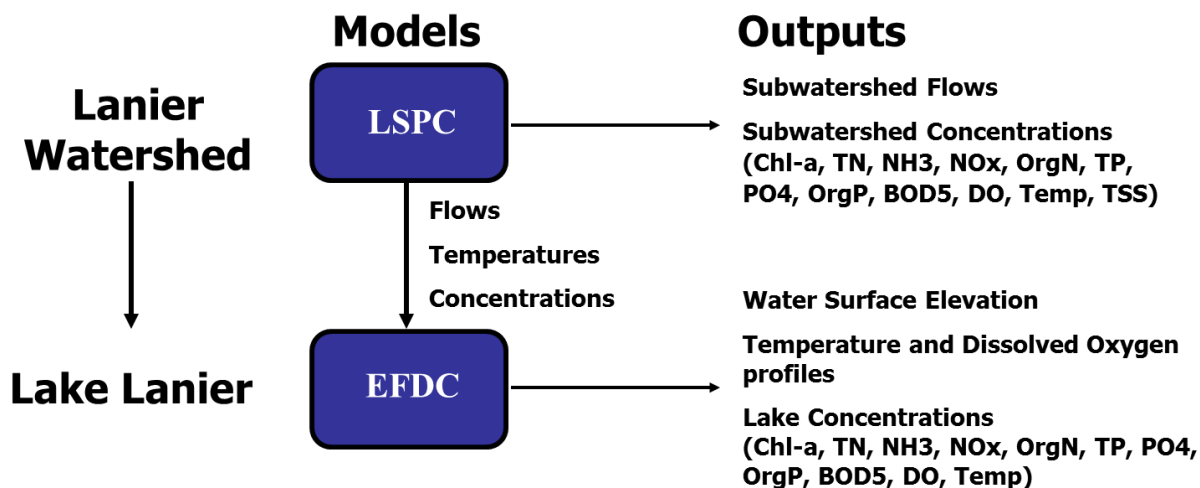 Models
Outputs
Lanier
Watershed
LSPC
Subwatershed Flows
Subwatershed Concentrations
(Chl-a, TN, NH3, NOx, OrgN, TP,
PO4, OrgP, BOD5, DO, Temp, TSS)
Flows
Temperatures
Concentrations
Lake Lanier
EFDC
Water Surface Elevation
Temperature and Dissolved Oxygen
profiles
Lake Concentrations
(Chl-a, TN, NH3, NOx, OrgN, TP, PO4,
OrgP, BOD5, DO, Temp)